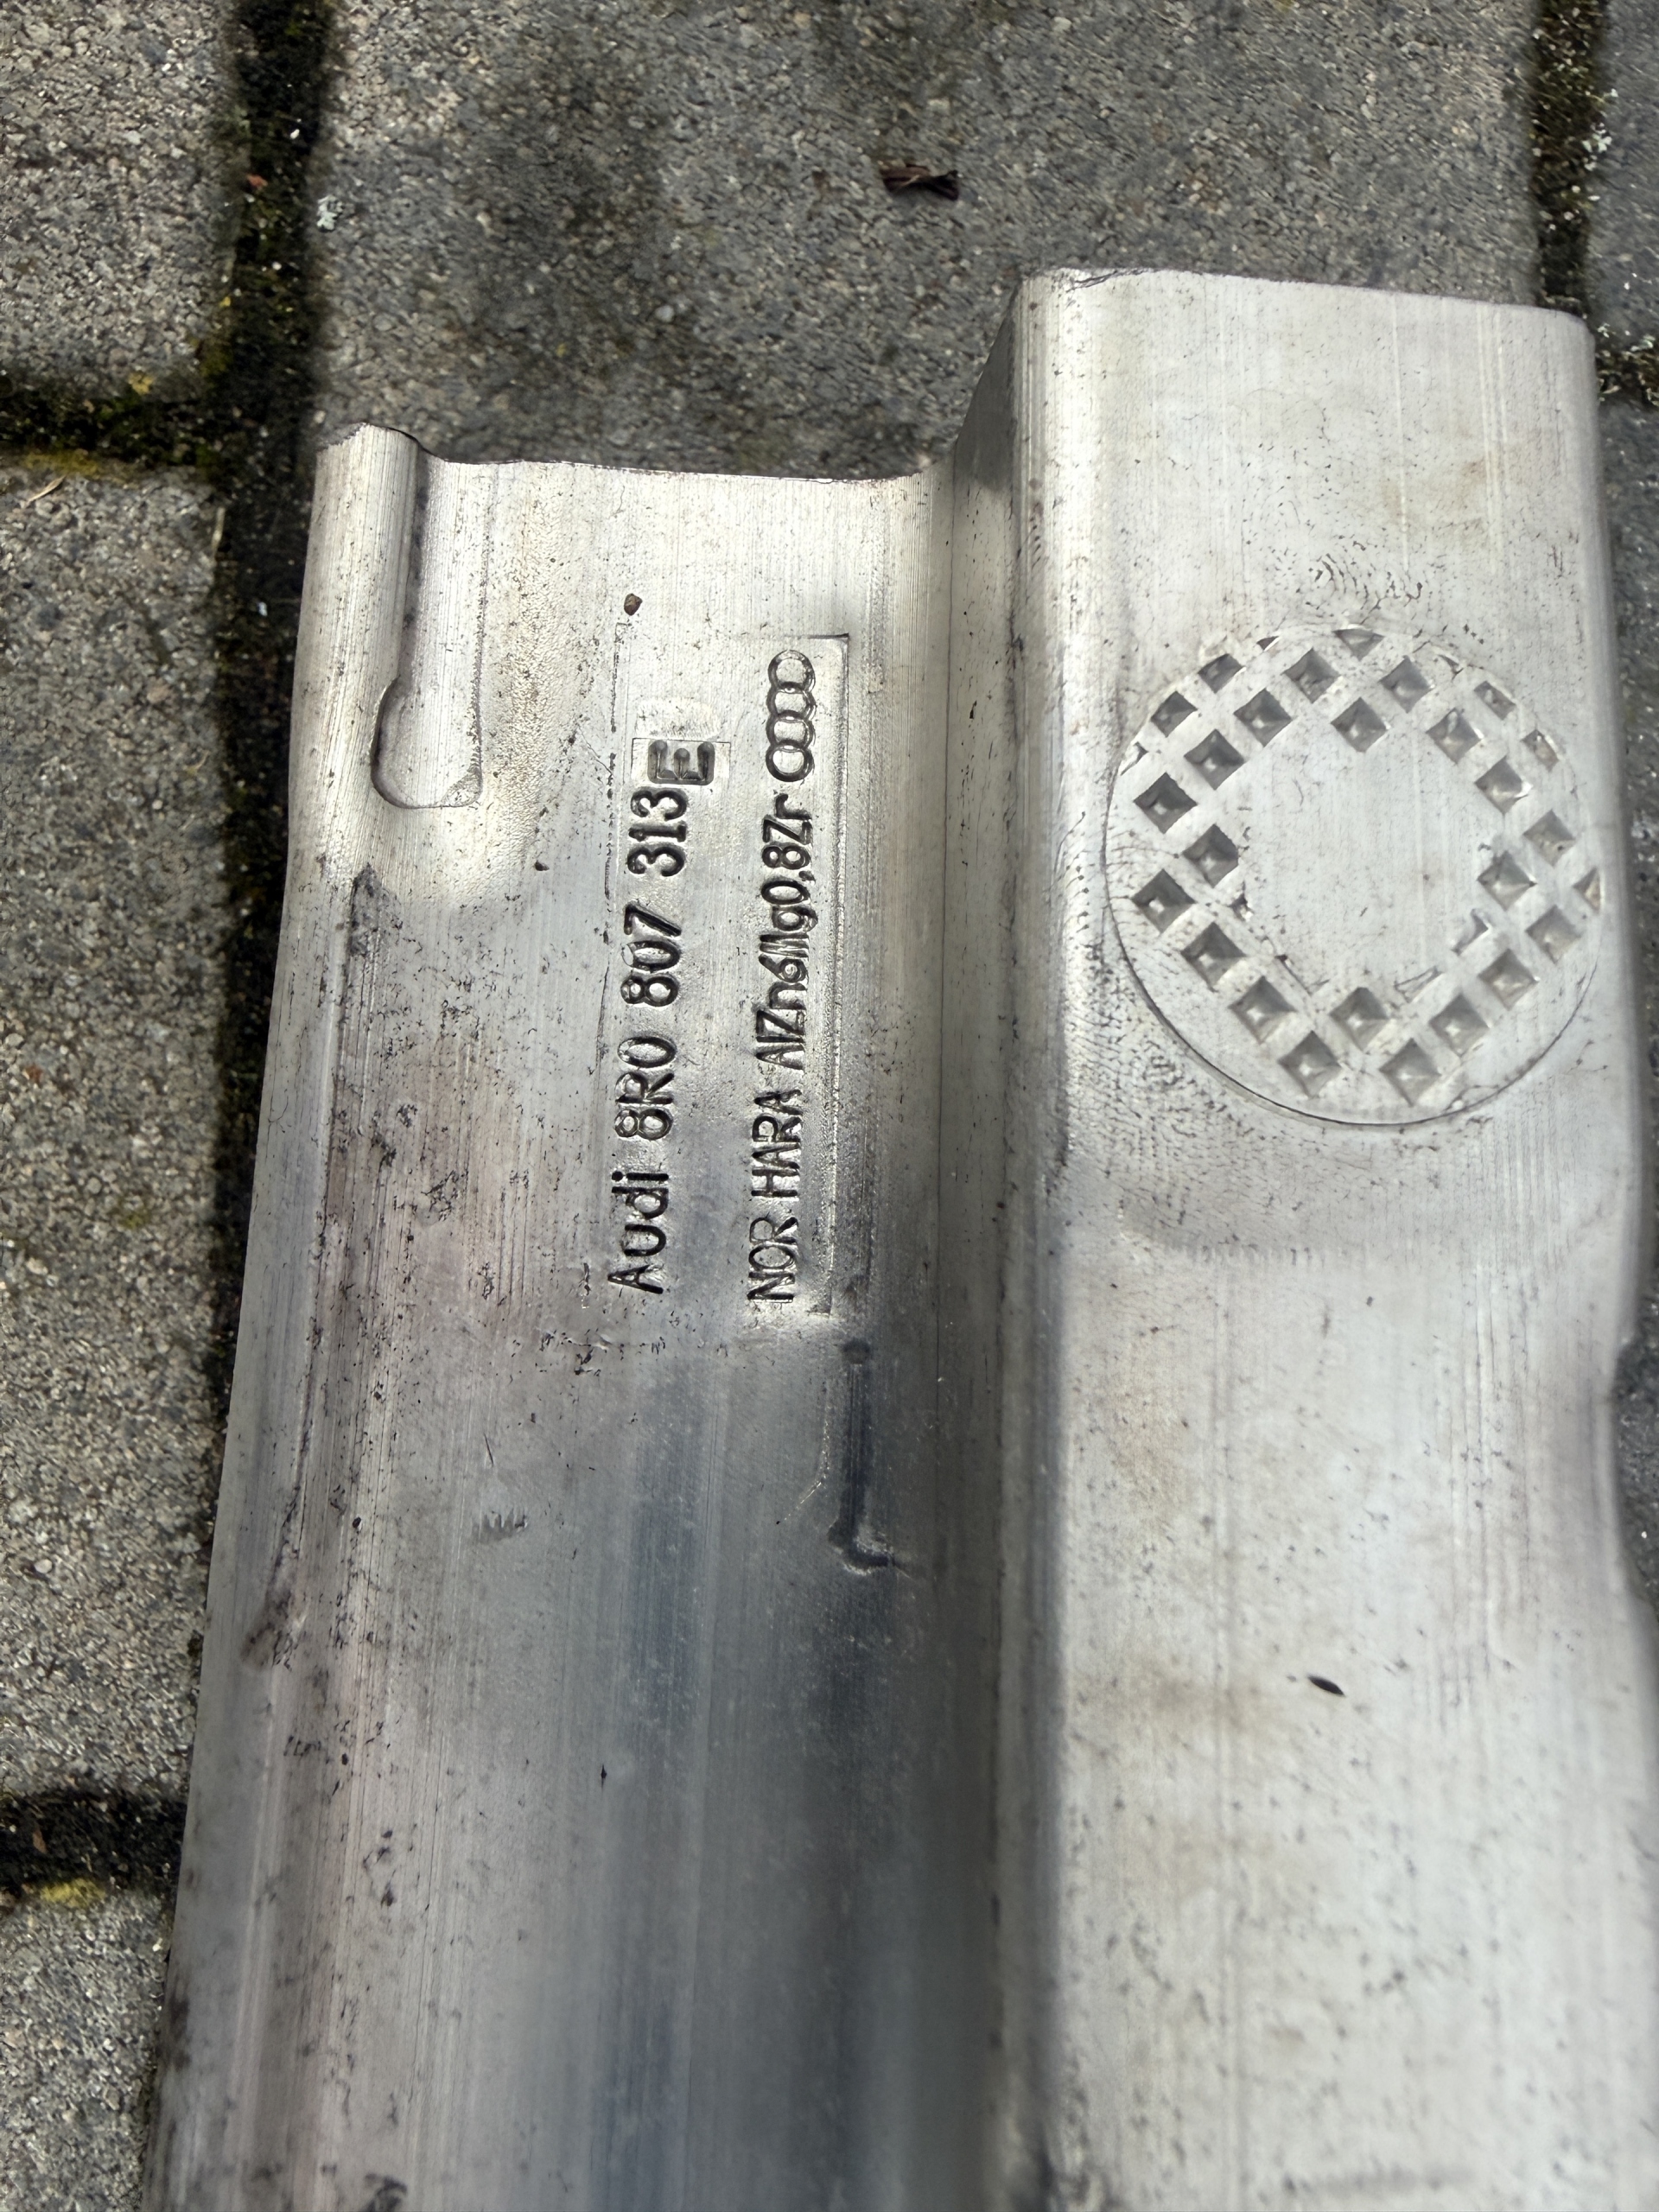 Audi 8R0 807 313 E
NOR HARA AlZn6Mg0,8Zr